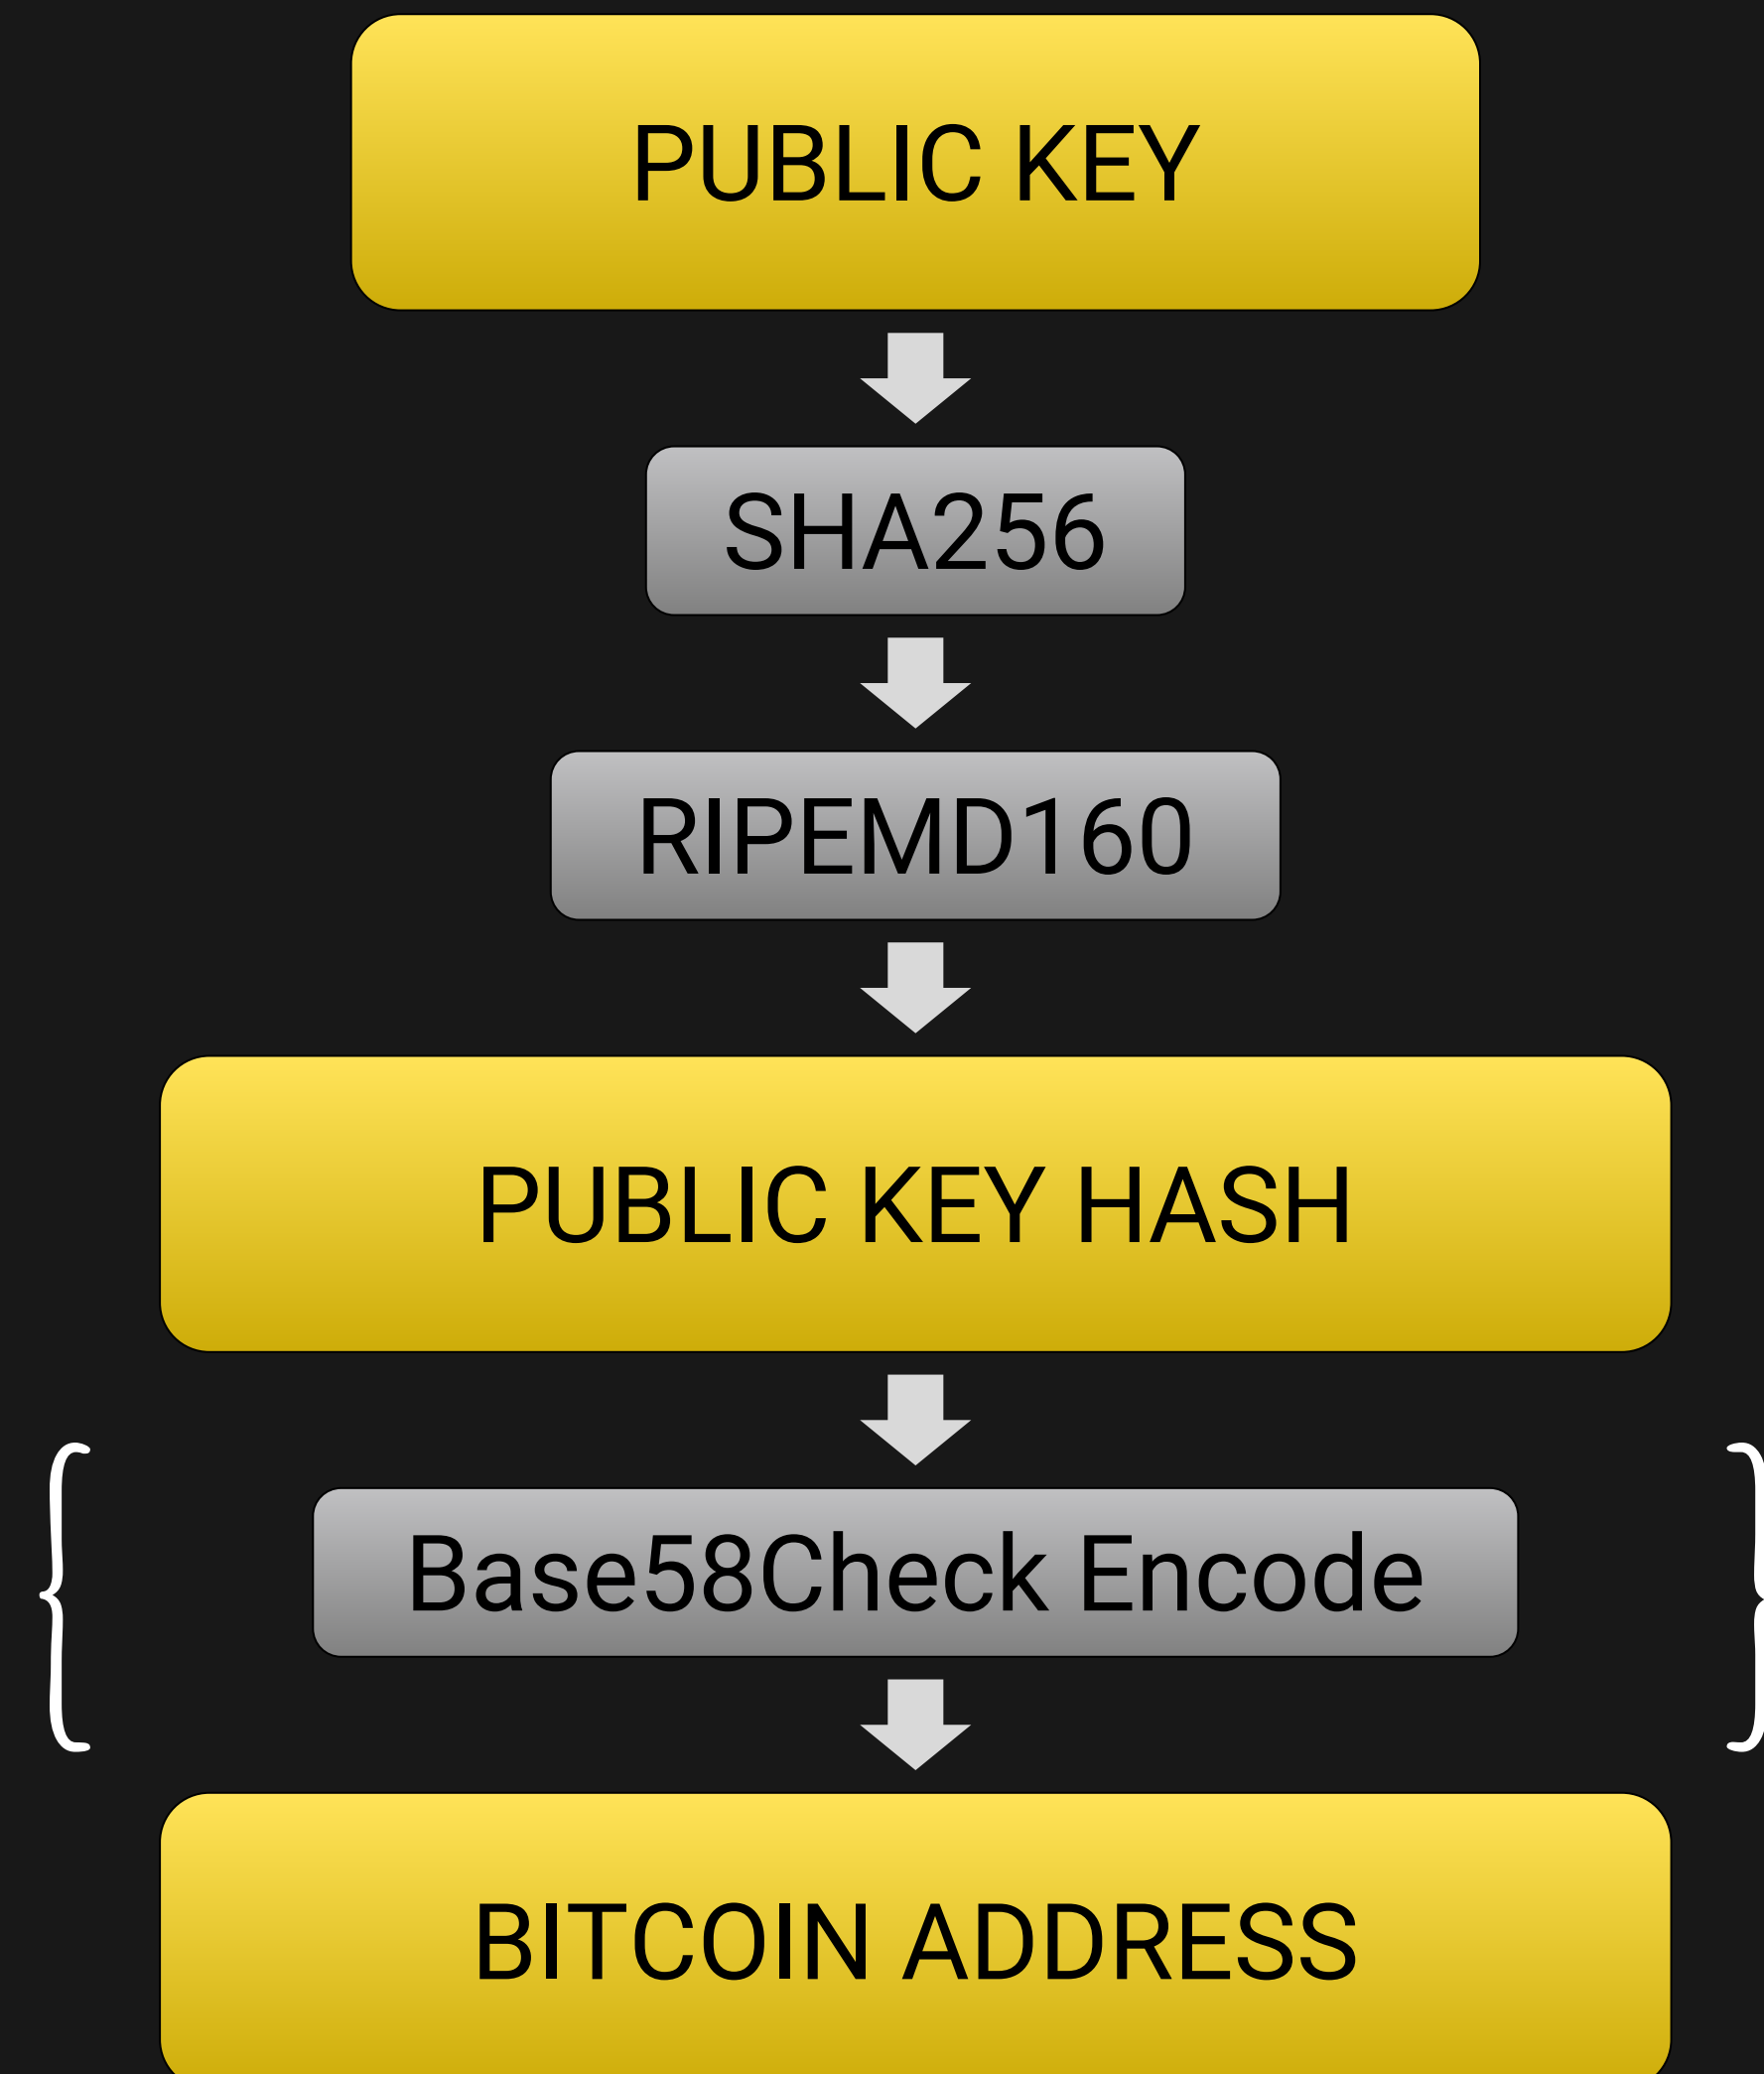 PUBLIC KEY
SHA256
RIPEMD160
PUBLIC KEY HASH
Base58Check Encode
BITCOIN ADDRESS